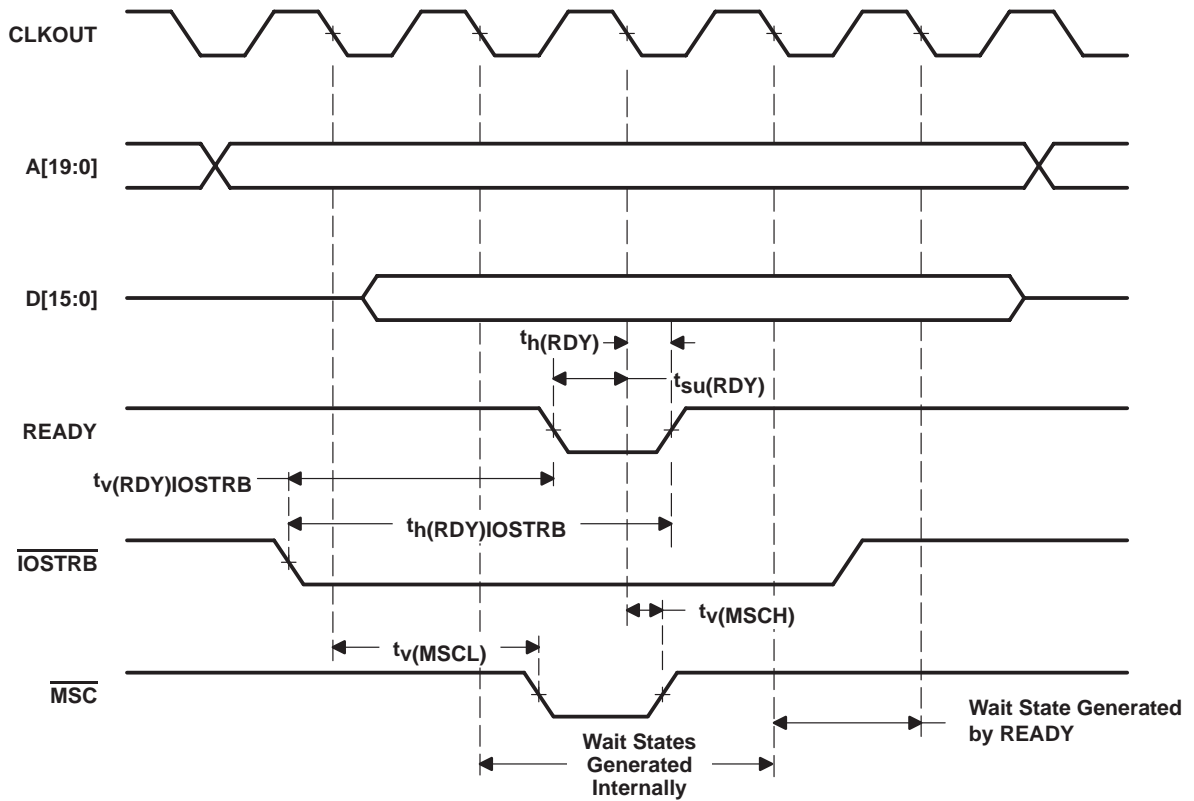 CLKOUT
A[19:0]
D[15:0]
th(RDY)
tsu(RDY)
READY
tv(RDY)IOSTRB
th(RDY)IOSTRB
IOSTRB
tv(MSCH)
tv(MSCL)
MSC
Wait State Generated
by READY
Wait States
Generated
Internally